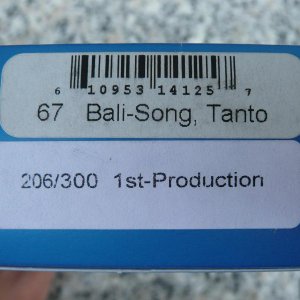 6 10953 14125 7
67 Bali-Song, Tanto
206/300 1st-Production